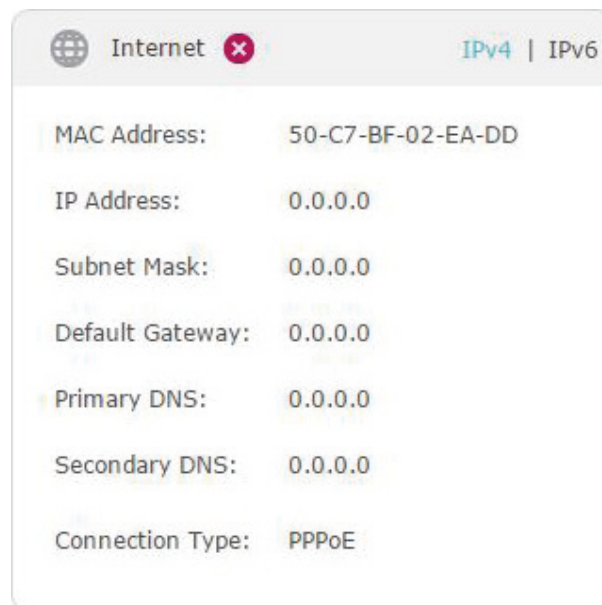 Internet IPv4 | IPv6
MAC Address: 50-C7-BF-02-EA-DD
IP Address: 0.0.0.0
Subnet Mask: 0.0.0.0
Default Gateway: 0.0.0.0
Primary DNS: 0.0.0.0
Secondary DNS: 0.0.0.0
Connection Type: PPPoE